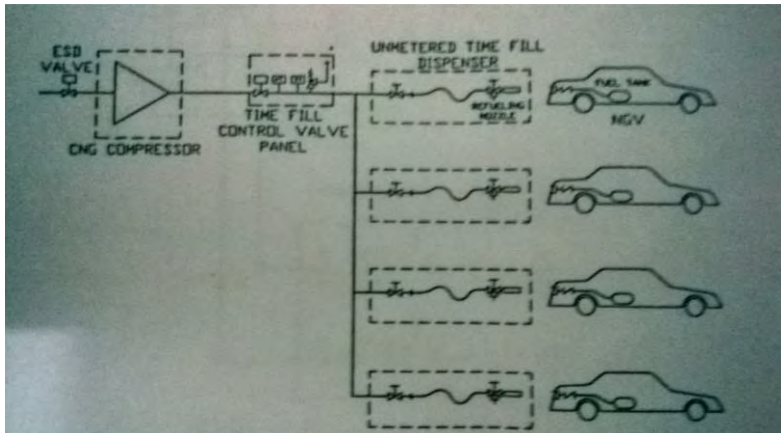 ESD
VALVE
CNG COMPRESSOR
TIME FILL
CONTROL VALVE
PANEL
UNMETERED TIME FILL
DISPENSER
REFUELING
NOZZLE
FUEL TANK
NGV